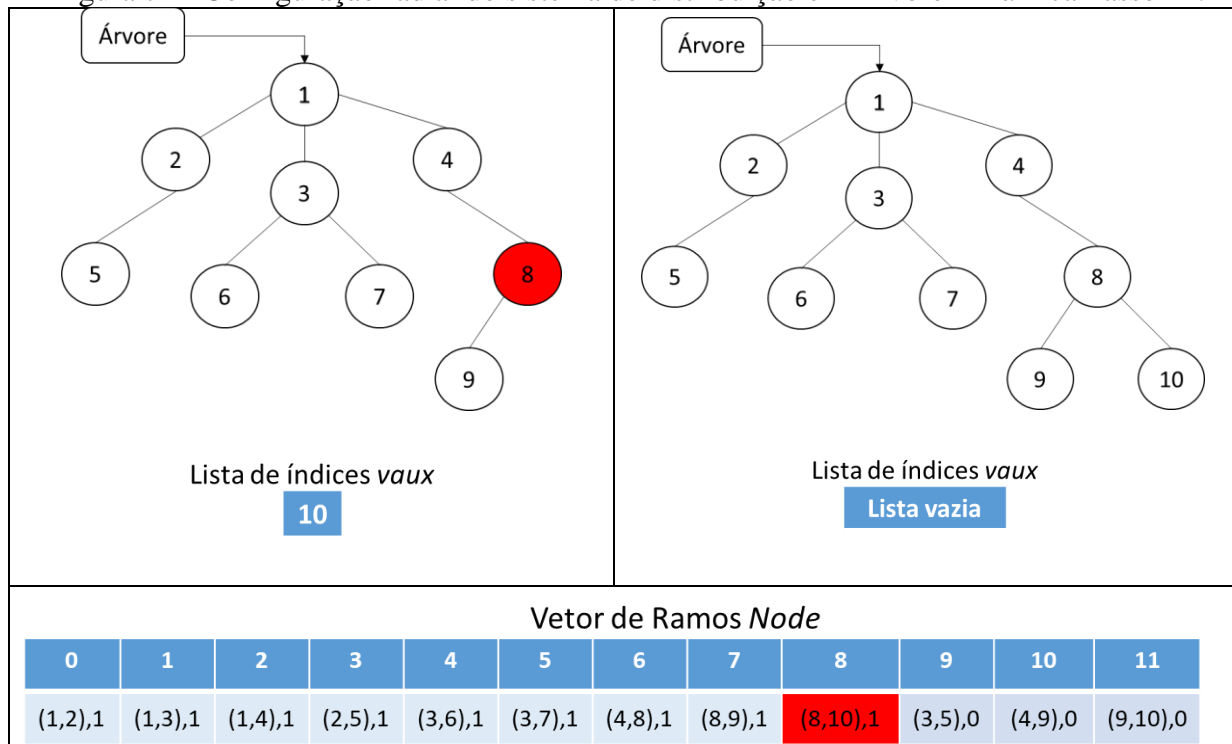 Árvore
1
2
4
3
5
6
7
8
9
Lista de índices vaux
10
Árvore
1
2
4
3
5
6
7
8
9
10
Lista de índices vaux
Lista vazia
Vetor de Ramos Node
0 1 2 3 4 5 6 7 8 9 10 11
(1,2),1 (1,3),1 (1,4),1 (2,5),1 (3,6),1 (3,7),1 (4,8),1 (8,9),1 (8,10),1 (3,5),0 (4,9),0 (9,10),0